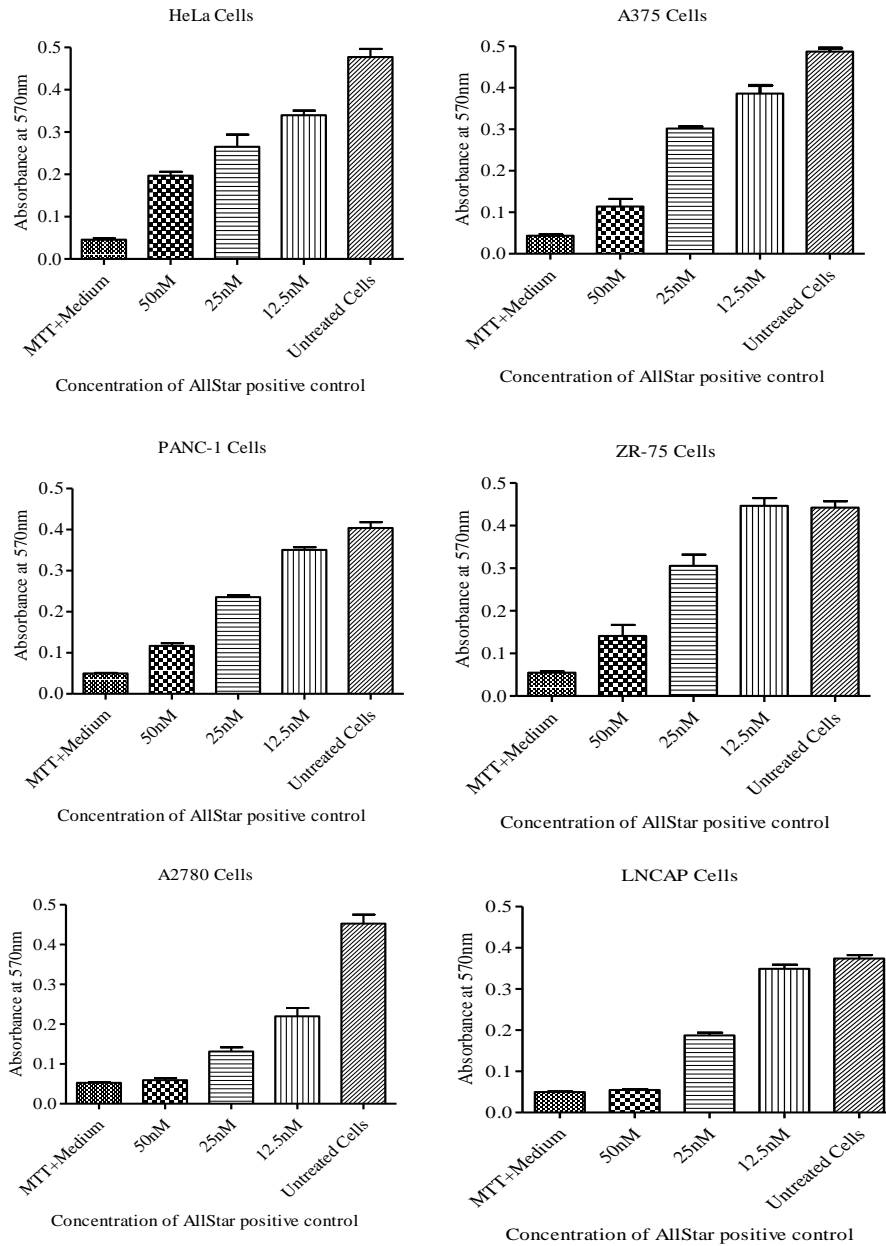 HeLa Cells
Absorbance at 570nm
0.5
0.4
0.3
0.2
0.1
0.0
MTT+Medium
50nM
25nM
12.5nM
Untreated Cells
Concentration of AllStar positive control
A375 Cells
Absorbance at 570nm
0.5
0.4
0.3
0.2
0.1
0.0
MTT+Medium
50nM
25nM
12.5nM
Untreated Cells
Concentration of AllStar positive control
PANC-1 Cells
Absorbance at 570nm
0.5
0.4
0.3
0.2
0.1
0.0
MTT+Medium
50nM
25nM
12.5nM
Untreated Cells
Concentration of AllStar positive control
ZR-75 Cells
Absorbance at 570nm
0.5
0.4
0.3
0.2
0.1
0.0
MTT+Medium
50nM
25nM
12.5nM
Untreated Cells
Concentration of AllStar positive control
A2780 Cells
Absorbance at 570nm
0.5
0.4
0.3
0.2
0.1
0.0
MTT+Medium
50nM
25nM
12.5nM
Untreated Cells
Concentration of AllStar positive control
LNCAP Cells
Absorbance at 570nm
0.5
0.4
0.3
0.2
0.1
0.0
MTT+Medium
50nM
25nM
12.5nM
Untreated Cells
Concentration of AllStar positive control